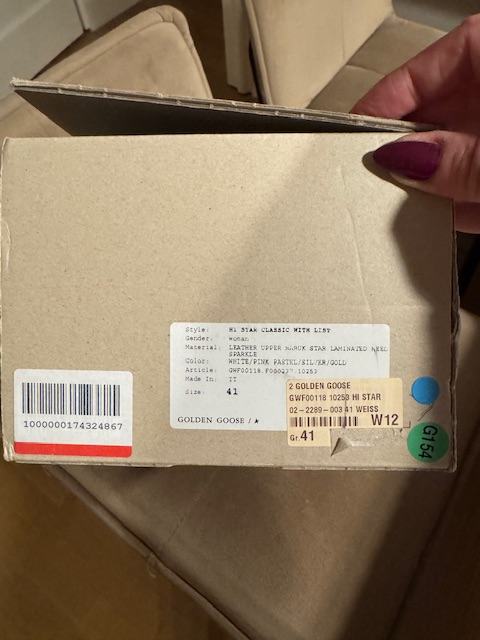 Style: HI STAR CLASSIC WITH LIST
Gender: woman
Material: LEATHER UPPER NABUK STAR LAMINATED HEEL
SPARKLE
Color: WHITE/PINK PASTEL/SILVER/GOLD
Article: GWF00118.F000 .10253
Made In: IT
Size: 41
GOLDEN GOOSE / ★
2 GOLDEN GOOSE
GWF00118 10253 HI STAR
02-2289-003 41 WEISS
W12
Gr. 41
1000000174324867
G154